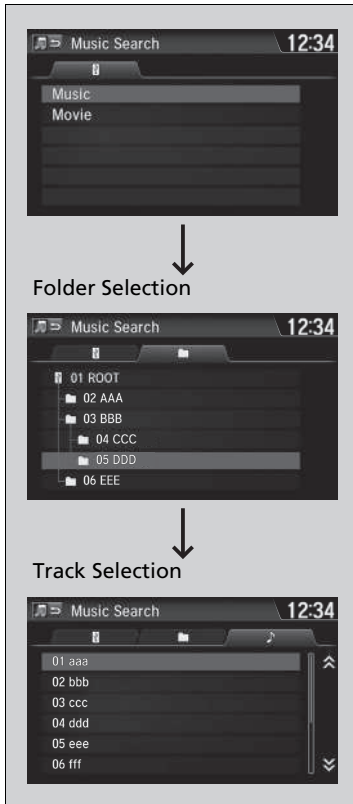 Music Search 12:34
Music
Movie
Folder Selection
Music Search 12:34
01 ROOT
02 AAA
03 BBB
04 CCC
05 DDD
06 EEE
Track Selection
Music Search 12:34
01 aaa
02 bbb
03 ccc
04 ddd
05 eee
06 fff